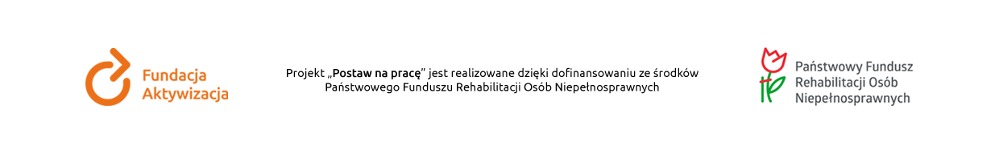 Fundacja
Aktywizacja
Projekt „Postaw na pracę” jest realizowane dzięki dofinansowaniu ze środków
Państwowego Funduszu Rehabilitacji Osób Niepełnosprawnych
Państwowy Fundusz
Rehabilitacji Osób
Niepełnosprawnych